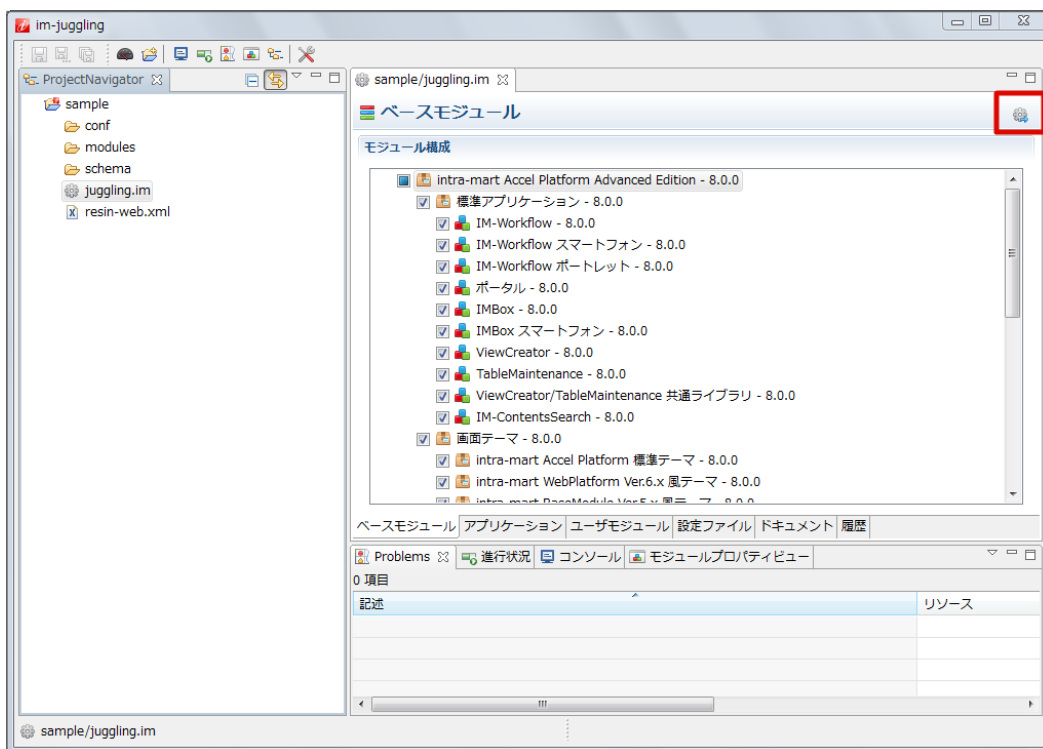 im-juggling
ProjectNavigator
sample
conf
modules
schema
juggling.im
resin-web.xml
sample/juggling.im
ベースモジュール
モジュール構成
intra-mart Accel Platform Advanced Edition - 8.0.0
標準アプリケーション - 8.0.0
IM-Workflow - 8.0.0
IM-Workflow スマートフォン - 8.0.0
IM-Workflow ポートレット - 8.0.0
ポータル - 8.0.0
IMBox - 8.0.0
IMBox スマートフォン - 8.0.0
ViewCreator - 8.0.0
TableMaintenance - 8.0.0
ViewCreator/TableMaintenance 共通ライブラリ - 8.0.0
IM-ContentsSearch - 8.0.0
画面テーマ - 8.0.0
intra-mart Accel Platform 標準テーマ - 8.0.0
intra-mart WebPlatform Ver.6.x 風テーマ - 8.0.0
intra-mart BaseModule Ver.5.x 風テーマ - 8.0.0
ベースモジュール アプリケーション ユーザモジュール 設定ファイル ドキュメント 履歴
Problems 進行状況 コンソール モジュールプロパティビュー
0 項目
記述 リソース
sample/juggling.im